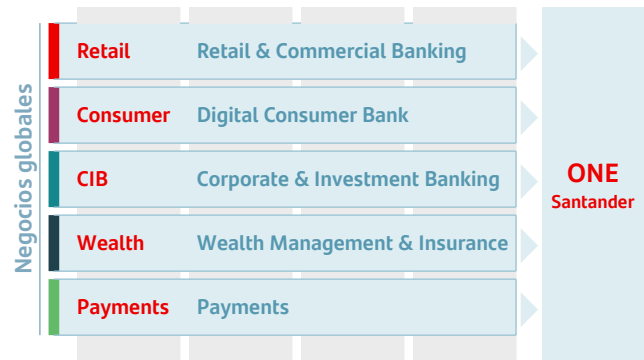 Negocios globales
Retail Retail & Commercial Banking
Consumer Digital Consumer Bank
CIB Corporate & Investment Banking
Wealth Wealth Management & Insurance
Payments Payments
ONE
Santander